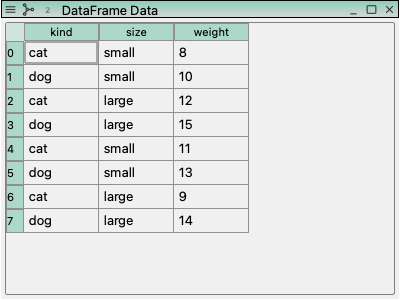 2 DataFrame Data
kind size weight
0 cat small 8
1 dog small 10
2 cat large 12
3 dog large 15
4 cat small 11
5 dog small 13
6 cat large 9
7 dog large 14